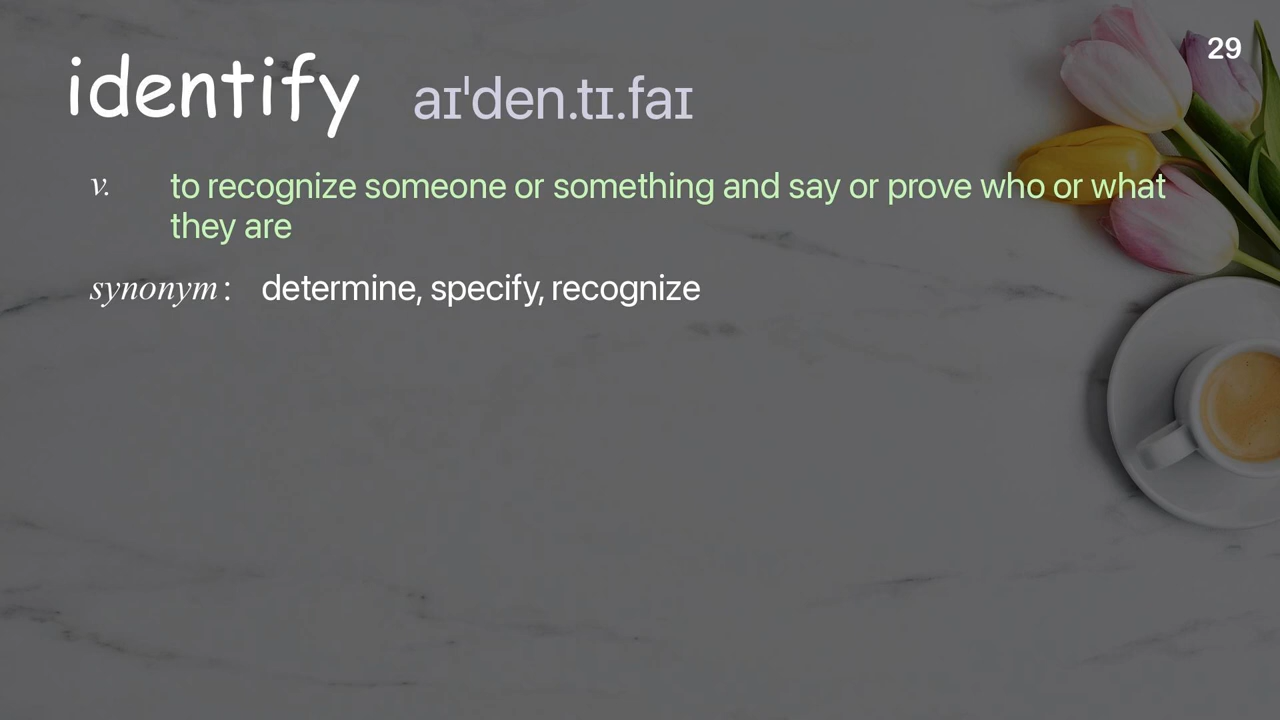 29
identify aɪˈden.tɪ.faɪ
v. to recognize someone or something and say or prove who or what
they are
synonym : determine, specify, recognize